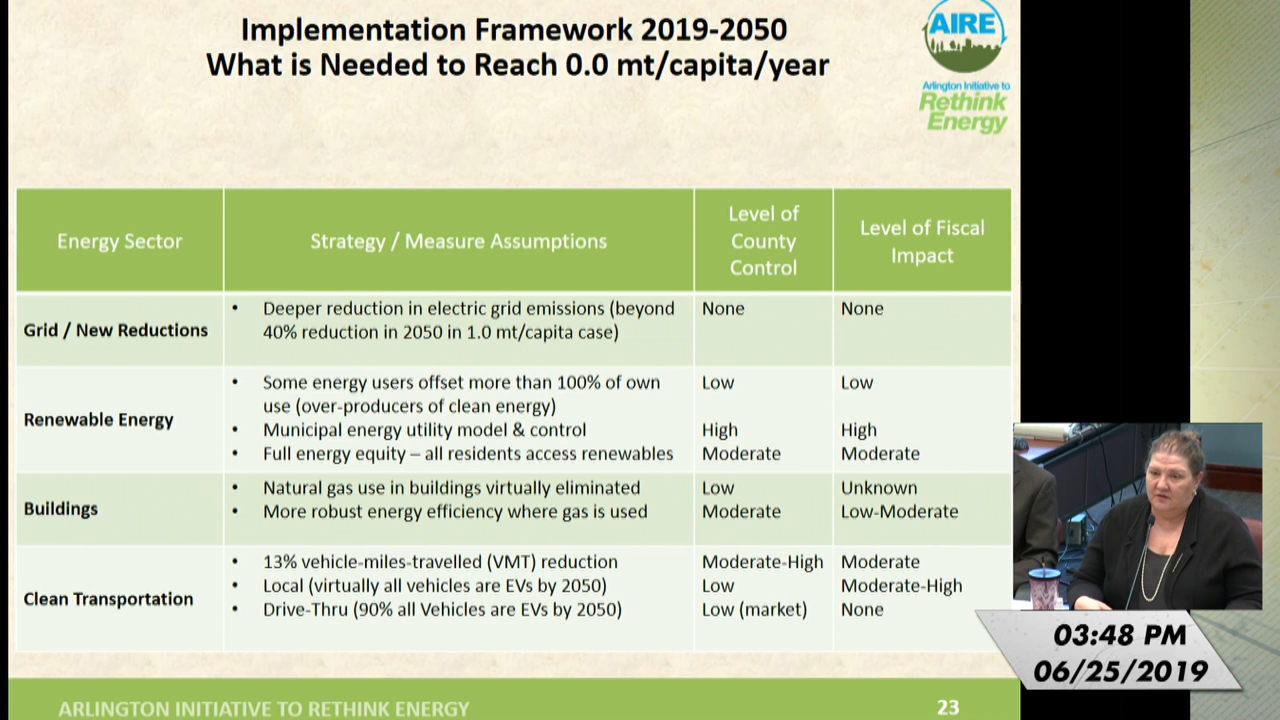 Implementation Framework 2019-2050
What is Needed to Reach 0.0 mt/capita/year
AIRE
Arlington Initiative to
Rethink
Energy
Energy Sector
Strategy / Measure Assumptions
Level of
County
Control
Level of Fiscal
Impact
Grid / New Reductions
• Deeper reduction in electric grid emissions (beyond
40% reduction in 2050 in 1.0 mt/capita case)
None
None
Renewable Energy
• Some energy users offset more than 100% of own
use (over-producers of clean energy)
Low
Low
• Municipal energy utility model & control
High
High
• Full energy equity – all residents access renewables
Moderate
Moderate
Buildings
• Natural gas use in buildings virtually eliminated
Low
Unknown
• More robust energy efficiency where gas is used
Moderate
Low-Moderate
Clean Transportation
• 13% vehicle-miles-travelled (VMT) reduction
Moderate-High
Moderate
• Local (virtually all vehicles are EVs by 2050)
Low
Moderate-High
• Drive-Thru (90% all Vehicles are EVs by 2050)
Low (market)
None
03:48 PM
06/25/2019
ARLINGTON INITIATIVE TO RETHINK ENERGY
23